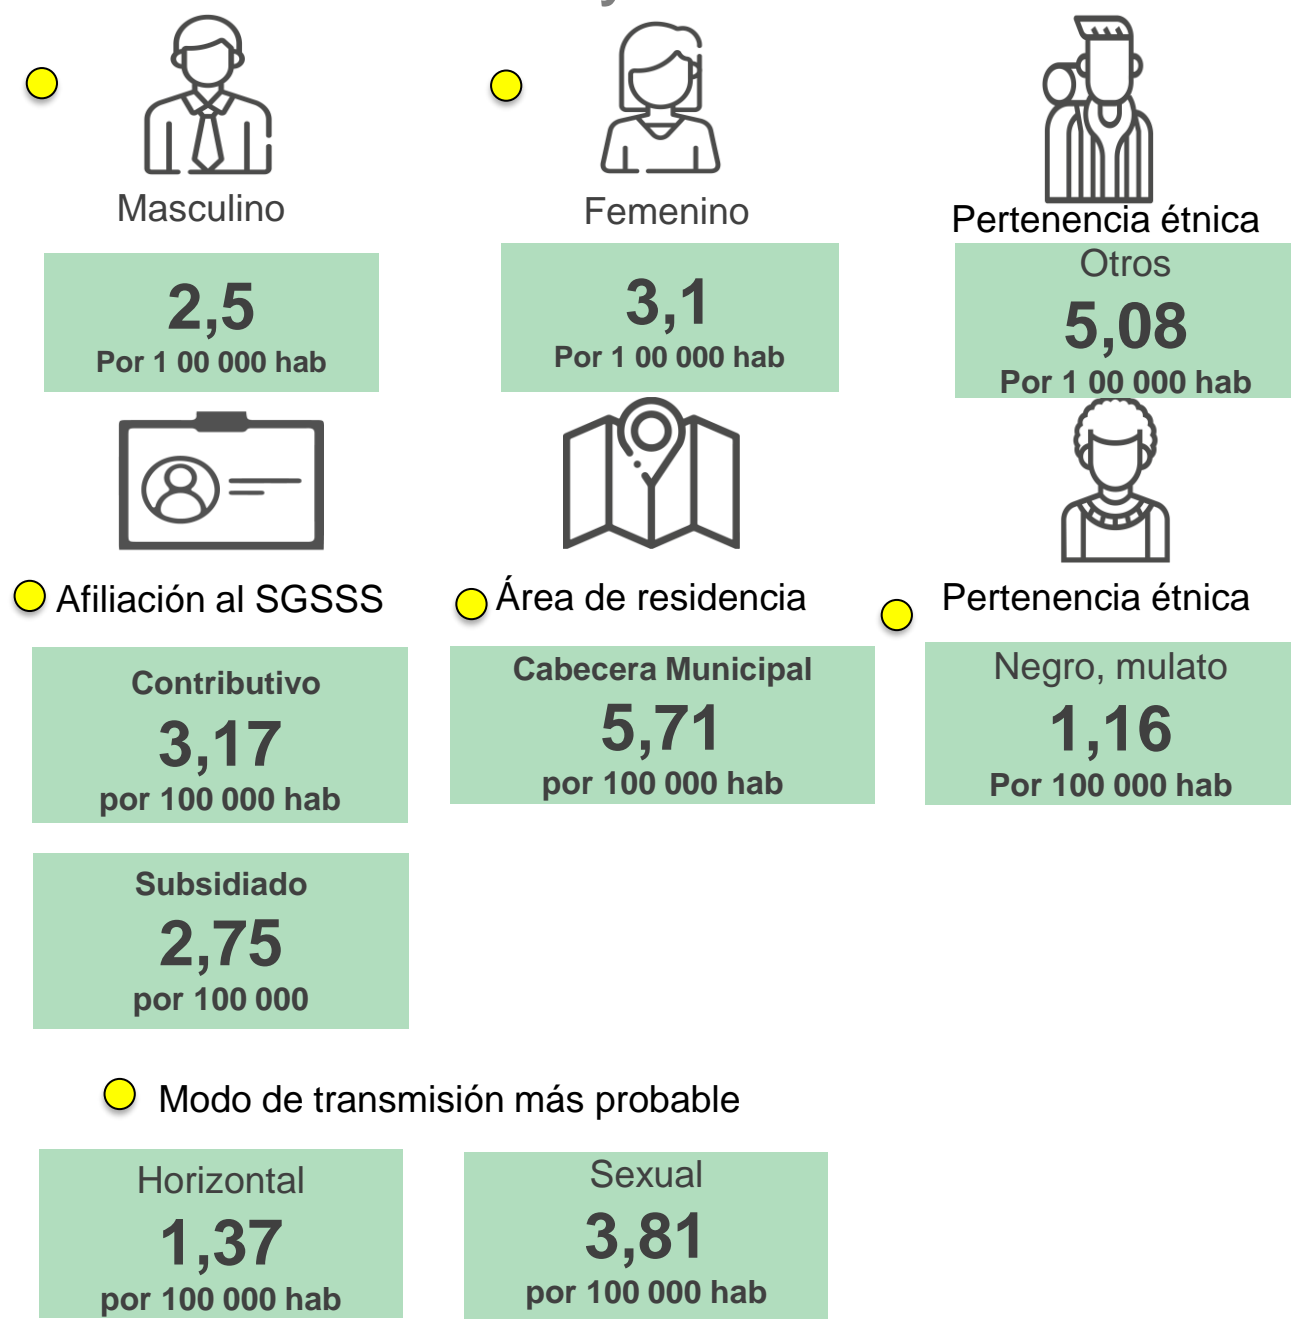 Masculino
Femenino
Pertenencia étnica
2,5
Por 1 00 000 hab
3,1
Por 1 00 000 hab
Otros
5,08
Por 1 00 000 hab
Afiliación al SGSSS
Área de residencia
Pertenencia étnica
Contributivo
3,17
por 100 000 hab
Cabecera Municipal
5,71
por 100 000 hab
Negro, mulato
1,16
Por 100 000 hab
Subsidiado
2,75
por 100 000
Modo de transmisión más probable
Horizontal
1,37
por 100 000 hab
Sexual
3,81
por 100 000 hab